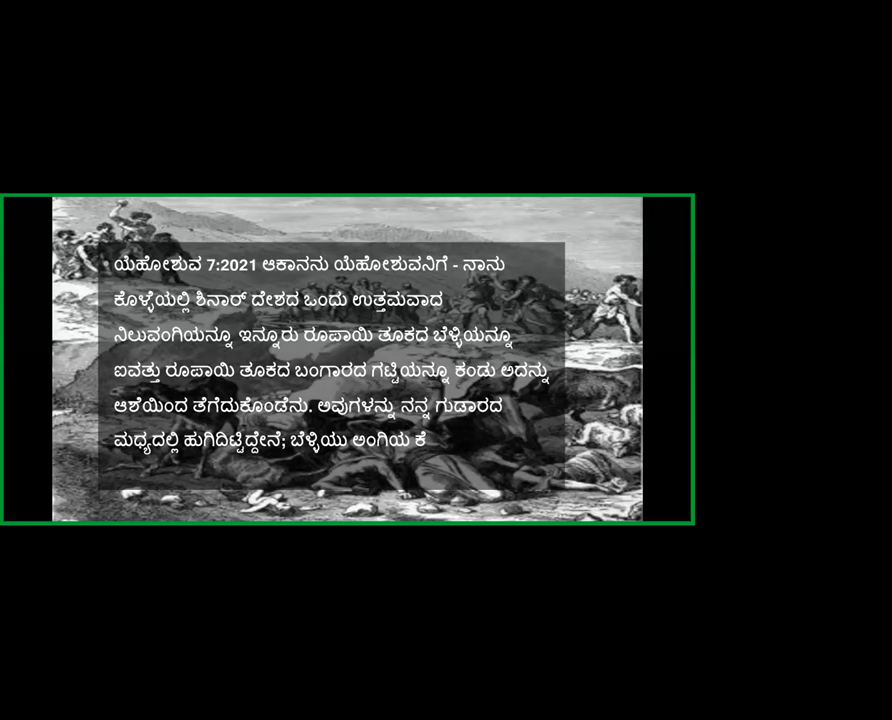 ಯೆಹೋಶುವ 7:2021 ಆಕಾನನು ಯೆಹೋಶುವನಿಗೆ - ನಾನು
ಕೊಳ್ಳೆಯಲ್ಲಿ ಶಿನಾರ್ ದೇಶದ ಒಂದು ಉತ್ತಮವಾದ
ನಿಲುವಂಗಿಯನ್ನೂ ಇನ್ನೂರು ರೂಪಾಯಿ ತೂಕದ ಬೆಳ್ಳಿಯನ್ನೂ
ಐವತ್ತು ರೂಪಾಯಿ ತೂಕದ ಬಂಗಾರದ ಗಟ್ಟಿಯನ್ನೂ ಕಂಡು ಅದನ್ನು
ಆಶೆಯಿಂದ ತೆಗೆದುಕೊಂಡೆನು. ಅವುಗಳನ್ನು ನನ್ನ ಗುಡಾರದ
ಮಧ್ಯದಲ್ಲಿ ಹುಗಿದಿಟ್ಟಿದ್ದೇನೆ; ಬೆಳ್ಳಿಯು ಅಂಗಿಯ ಕೆ